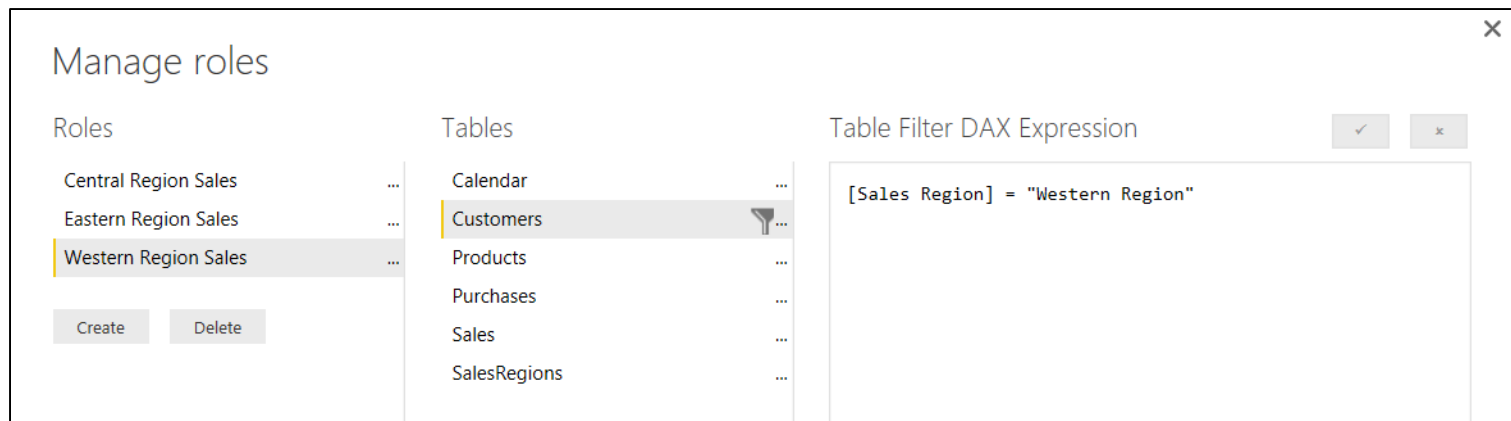 Manage roles
Roles
Central Region Sales ...
Eastern Region Sales ...
Western Region Sales ...
Create Delete
Tables
Calendar ...
Customers ...
Products ...
Purchases ...
Sales ...
SalesRegions ...
Table Filter DAX Expression
[Sales Region] = "Western Region"